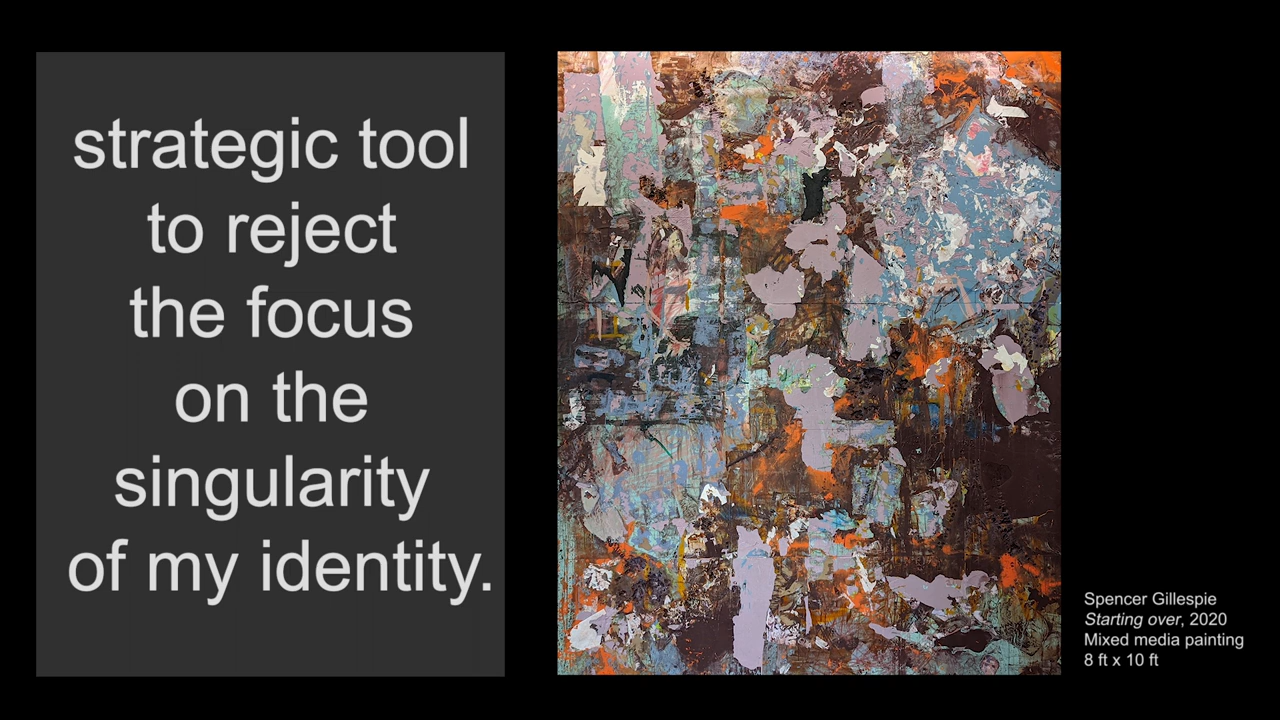 strategic tool
to reject
the focus
on the
singularity
of my identity.
Spencer Gillespie
Starting over, 2020
Mixed media painting
8 ft x 10 ft